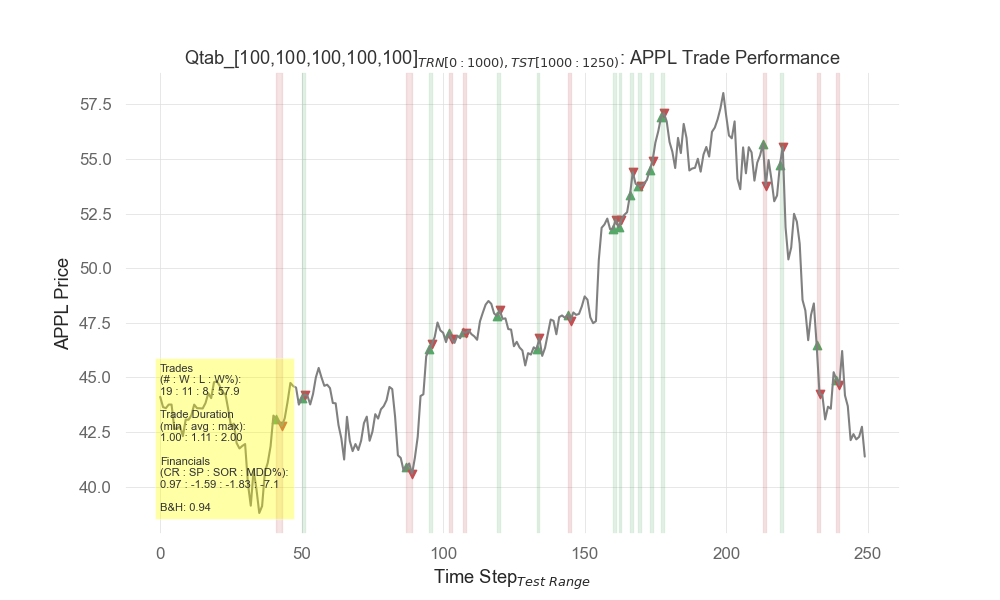 Qtab_[100,100,100,100,100]TRN[0 : 1000), TST[1000 : 1250): APPL Trade Performance
57.5
55.0
52.5
50.0
47.5
45.0
42.5
40.0
APPL Price
Trades
(# : W : L : W%):
19 : 11 : 8 : 57.9
Trade Duration
(min : avg : max):
1.00 : 1.11 : 2.00
Financials
(CR : SP : SOR : MDD%):
0.97 : -1.59 : -1.83 : -7.1
B&H: 0.94
0 50 100 150 200 250
Time StepTest Range